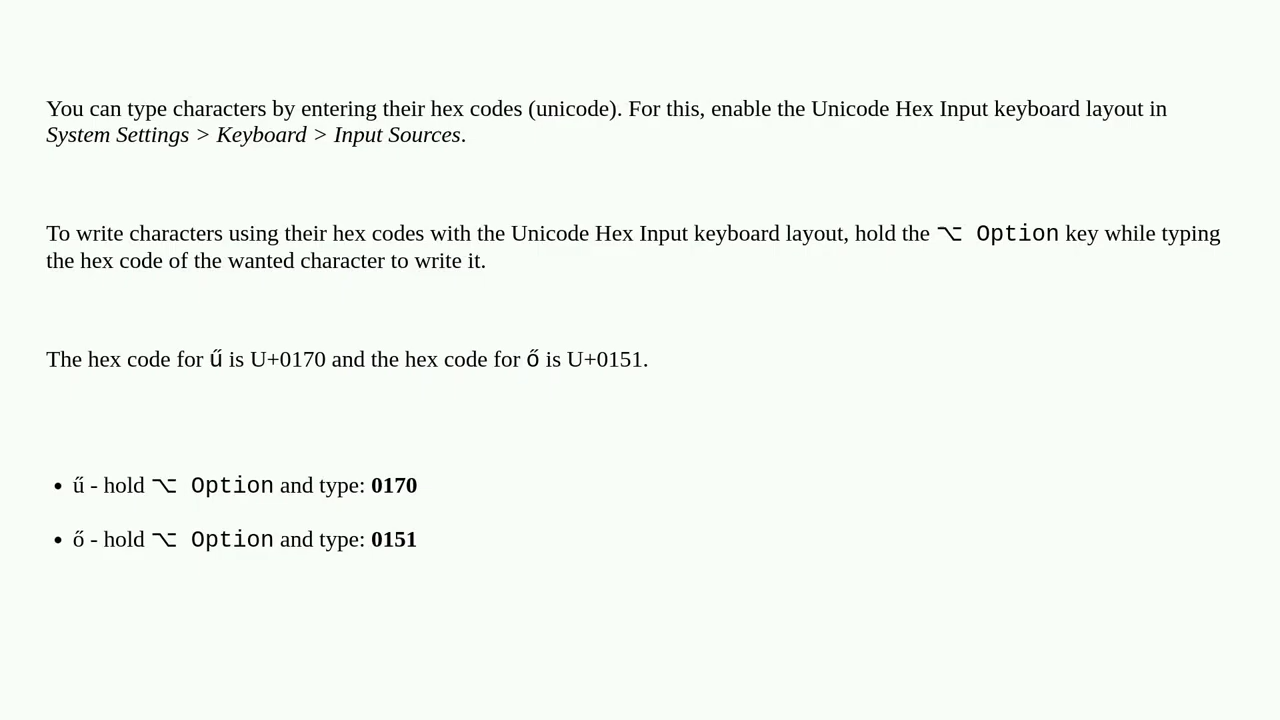 You can type characters by entering their hex codes (unicode). For this, enable the Unicode Hex Input keyboard layout in
System Settings > Keyboard > Input Sources.
To write characters using their hex codes with the Unicode Hex Input keyboard layout, hold the ⌥ Option key while typing
the hex code of the wanted character to write it.
The hex code for ű is U+0170 and the hex code for ő is U+0151.
• ű - hold ⌥ Option and type: 0170
• ő - hold ⌥ Option and type: 0151